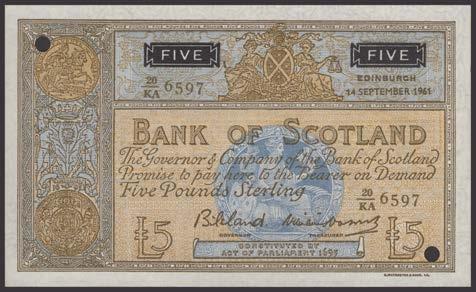 FIVE
FIVE
20
KA 6597
EDINBURGH
14 SEPTEMBER 1961
BANK OF SCOTLAND
The Governor & Company of the Bank of Scotland
Promise to pay here to the Bearer on Demand
Five Pounds Sterling
20
KA 6597
GOVERNOR
TREASURER
£5
£5
CONSTITUTED BY
ACT OF PARLIAMENT 1695